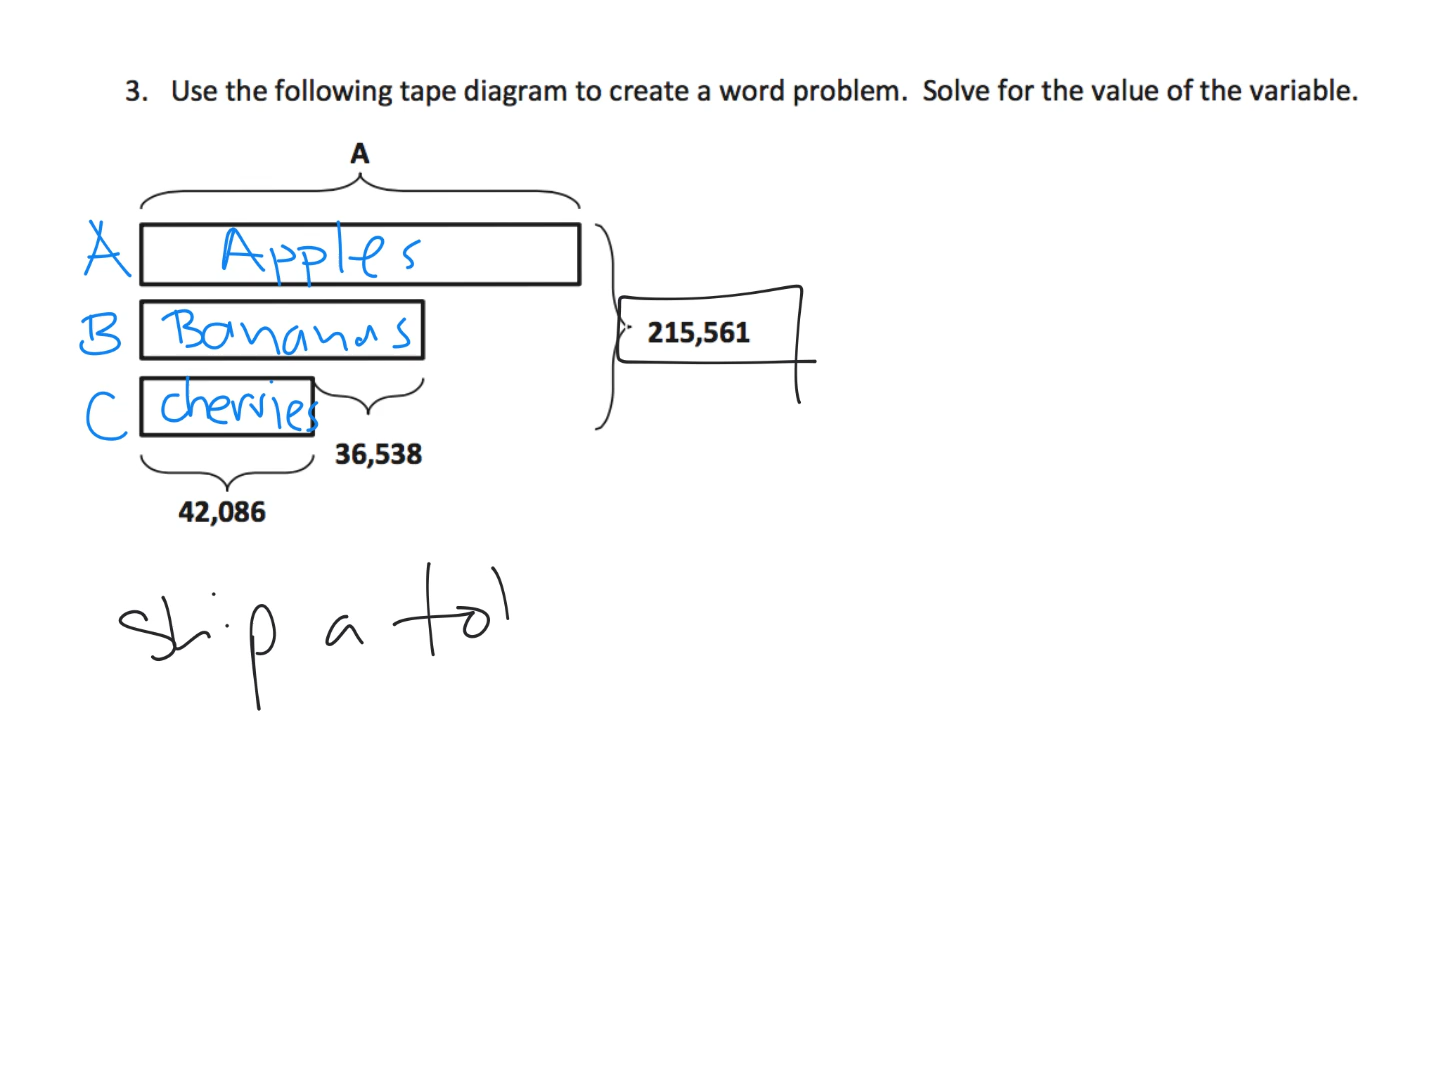 3. Use the following tape diagram to create a word problem. Solve for the value of the variable.
A
A Apples
B Bananas
215,561
C cherries
36,538
42,086
ship a to